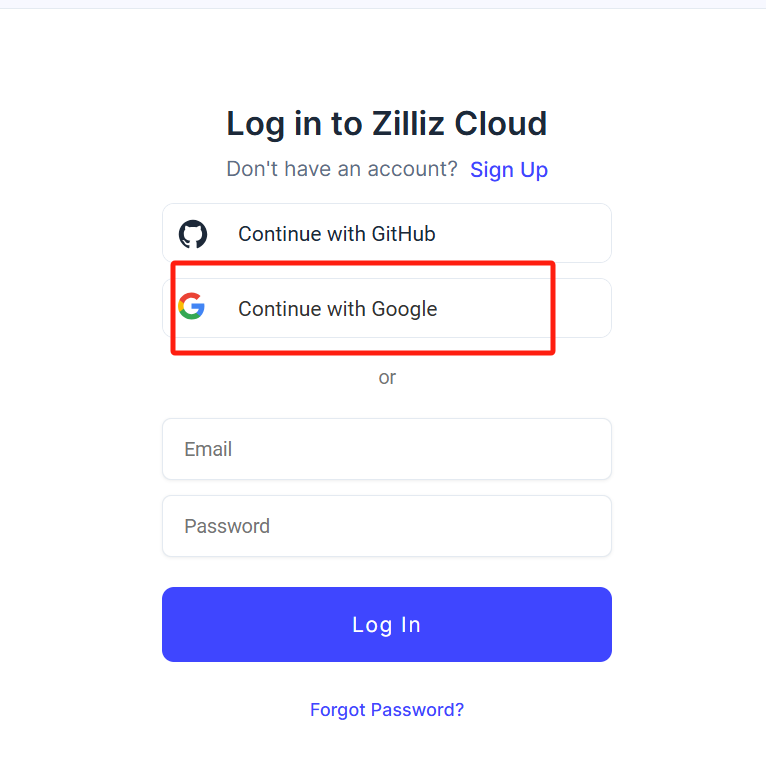 Log in to Zilliz Cloud
Don't have an account? Sign Up
Continue with GitHub
Continue with Google
or
Email
Password
Log In
Forgot Password?